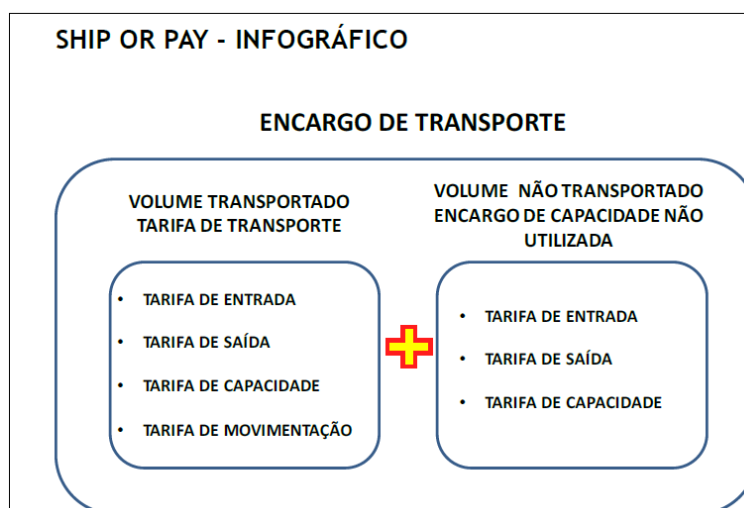 SHIP OR PAY - INFOGRÁFICO
ENCARGO DE TRANSPORTE
VOLUME TRANSPORTADO
TARIFA DE TRANSPORTE
• TARIFA DE ENTRADA
• TARIFA DE SAÍDA
• TARIFA DE CAPACIDADE
• TARIFA DE MOVIMENTAÇÃO
VOLUME NÃO TRANSPORTADO
ENCARGO DE CAPACIDADE NÃO
UTILIZADA
• TARIFA DE ENTRADA
• TARIFA DE SAÍDA
• TARIFA DE CAPACIDADE